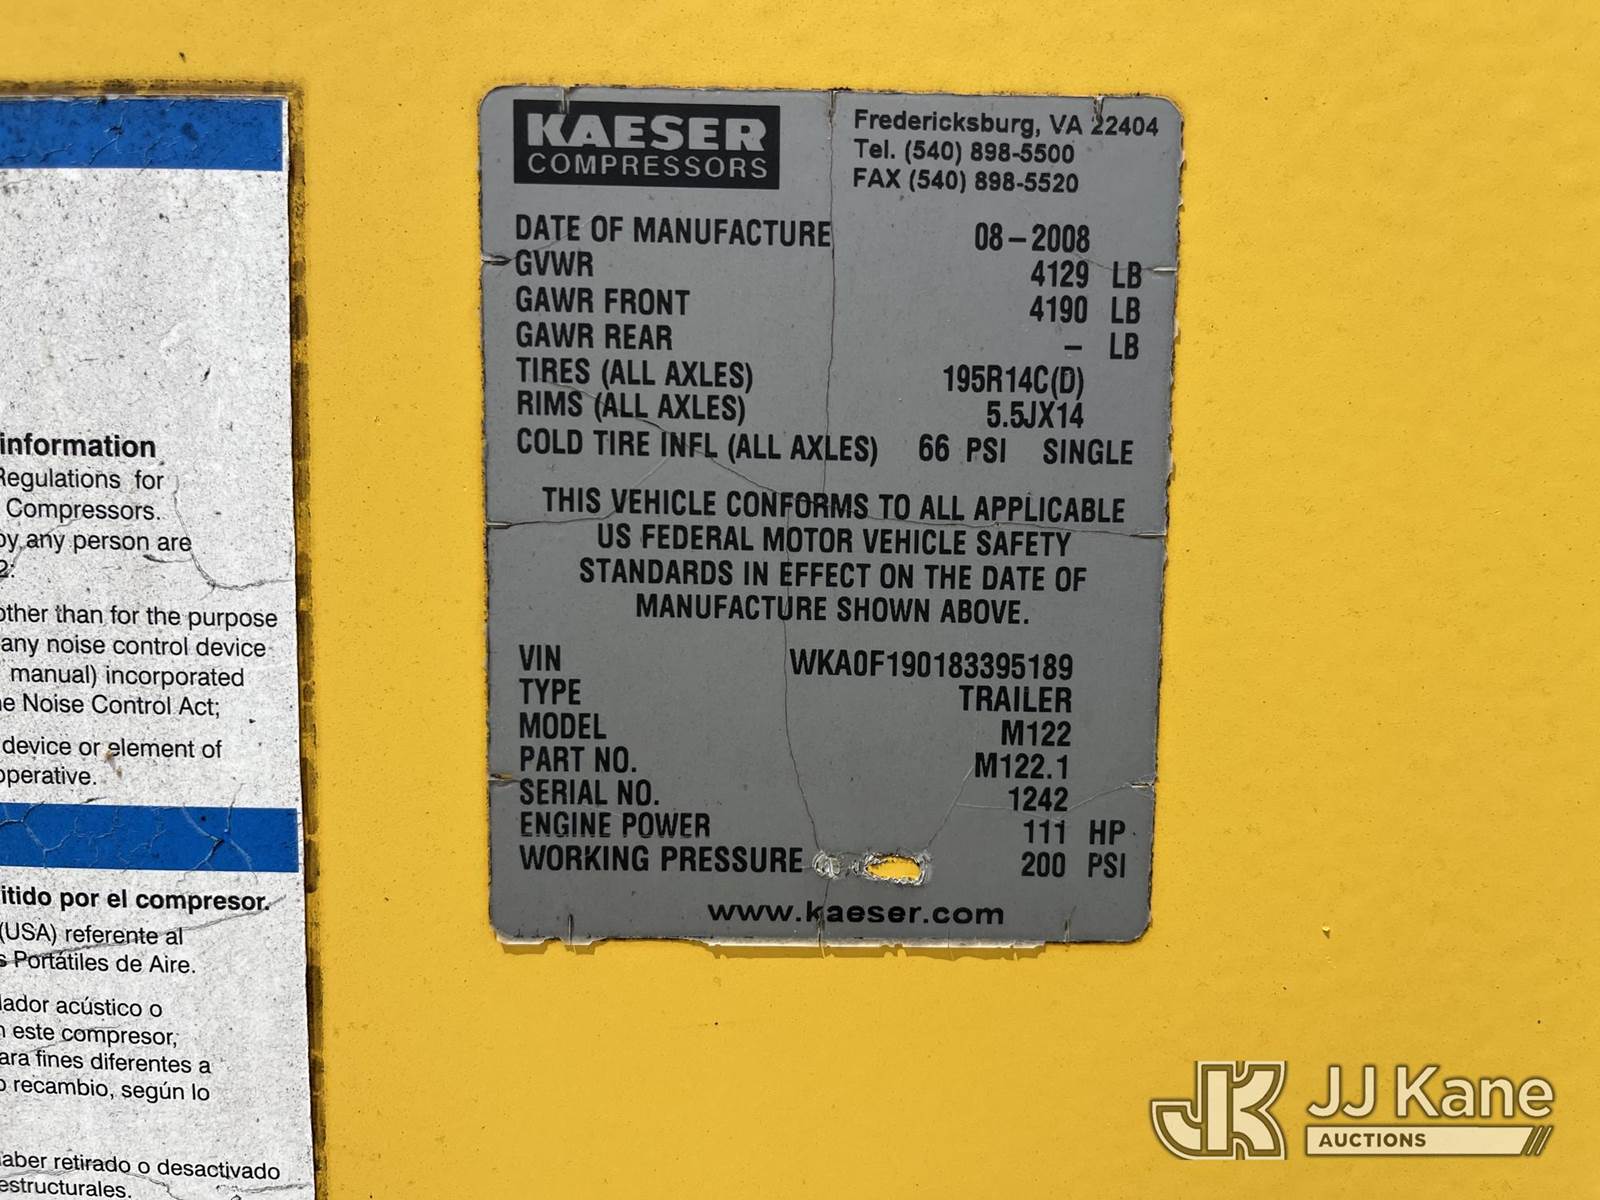 information
Regulations for
Compressors.
by any person are
2:
other than for the purpose
any noise control device
manual) incorporated
Noise Control Act;
device or element of
KAESER
COMPRESSORS
Fredericksburg, VA 22404
Tel. (540) 898-5500
FAX (540) 898-5520
DATE OF MANUFACTURE 08 – 2008
GVWR 4129 LB
GAWR FRONT 4190 LB
GAWR REAR – LB
TIRES (ALL AXLES) 195R14C(D)
RIMS (ALL AXLES) 5.5JX14
COLD TIRE INFL (ALL AXLES) 66 PSI SINGLE
THIS VEHICLE CONFORMS TO ALL APPLICABLE
US FEDERAL MOTOR VEHICLE SAFETY
STANDARDS IN EFFECT ON THE DATE OF
MANUFACTURE SHOWN ABOVE.
VIN WKA0F190183395189
TYPE TRAILER
MODEL M122
PART NO. M122.1
SERIAL NO. 1242
ENGINE POWER 111 HP
WORKING PRESSURE 200 PSI
www.kaeser.com
itido por el compresor.
(USA) referente al
s Portátiles de Aire.
lador acústico o
este compresor,
ara fines diferentes a
o recambio, según lo
aber retirado o desactivado
estructurales.
JK JJ Kane
AUCTIONS